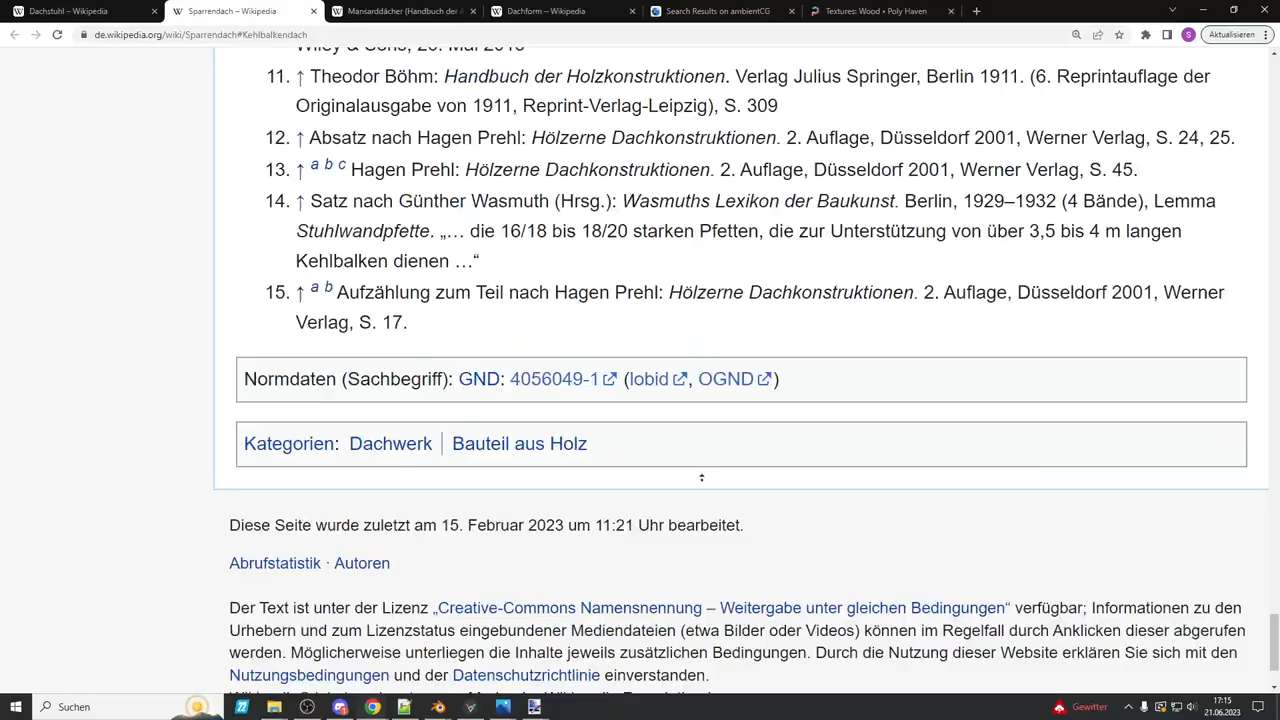 Dachstuhl – Wikipedia
Sparrendach – Wikipedia
Mansarddächer (Handbuch der A
Dachform – Wikipedia
Search Results on ambientCG
Textures: Wood • Poly Haven
de.wikipedia.org/wiki/Sparrendach#Kehlbalkendach
S
Aktualisieren
11. ↑ Theodor Böhm: Handbuch der Holzkonstruktionen. Verlag Julius Springer, Berlin 1911. (6. Reprintauflage der
Originalausgabe von 1911, Reprint-Verlag-Leipzig), S. 309
12. ↑ Absatz nach Hagen Prehl: Hölzerne Dachkonstruktionen. 2. Auflage, Düsseldorf 2001, Werner Verlag, S. 24, 25.
13. ↑ a b c Hagen Prehl: Hölzerne Dachkonstruktionen. 2. Auflage, Düsseldorf 2001, Werner Verlag, S. 45.
14. ↑ Satz nach Günther Wasmuth (Hrsg.): Wasmuths Lexikon der Baukunst. Berlin, 1929–1932 (4 Bände), Lemma
Stuhlwandpfette. „… die 16/18 bis 18/20 starken Pfetten, die zur Unterstützung von über 3,5 bis 4 m langen
Kehlbalken dienen …“
15. ↑ a b Aufzählung zum Teil nach Hagen Prehl: Hölzerne Dachkonstruktionen. 2. Auflage, Düsseldorf 2001, Werner
Verlag, S. 17.
Normdaten (Sachbegriff): GND: 4056049-1 (lobid, OGND)
Kategorien: Dachwerk | Bauteil aus Holz
Diese Seite wurde zuletzt am 15. Februar 2023 um 11:21 Uhr bearbeitet.
Abrufstatistik · Autoren
Der Text ist unter der Lizenz „Creative-Commons Namensnennung – Weitergabe unter gleichen Bedingungen“ verfügbar; Informationen zu den
Urhebern und zum Lizenzstatus eingebundener Mediendateien (etwa Bilder oder Videos) können im Regelfall durch Anklicken dieser abgerufen
werden. Möglicherweise unterliegen die Inhalte jeweils zusätzlichen Bedingungen. Durch die Nutzung dieser Website erklären Sie sich mit den
Nutzungsbedingungen und der Datenschutzrichtlinie einverstanden.
Suchen
Gewitter
17:15
21.06.2023